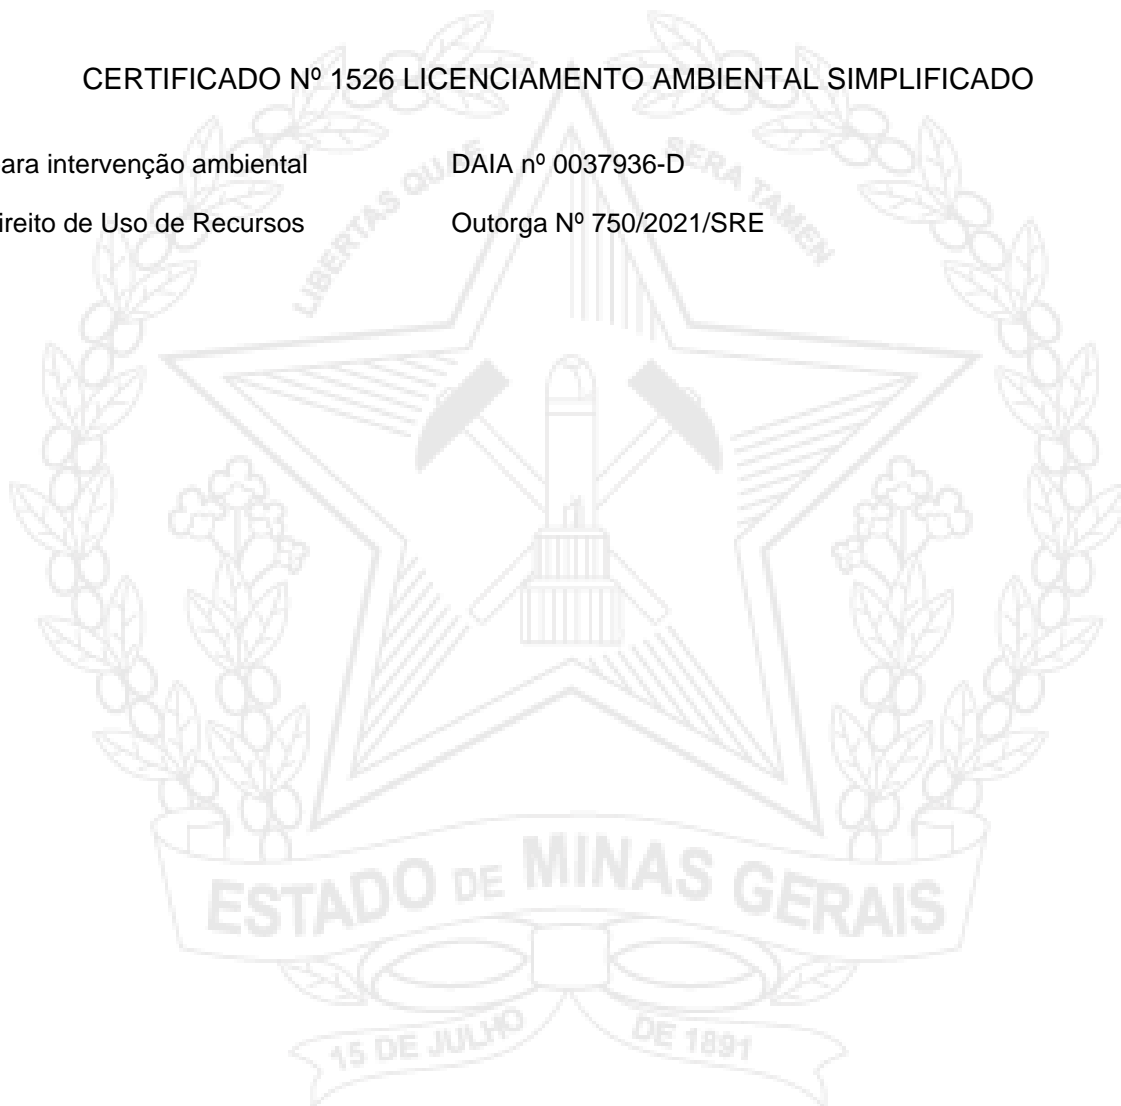 CERTIFICADO Nº 1526 LICENCIAMENTO AMBIENTAL SIMPLIFICADO
ara intervenção ambiental DAIA nº 0037936-D
ireito de Uso de Recursos Outorga Nº 750/2021/SRE
LIBERTAS QUAE SERA TAMEN
ESTADO DE MINAS GERAIS
15 DE JULHO DE 1891